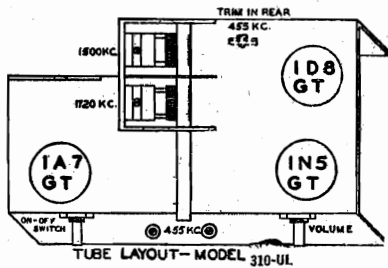 TRIM IN REAR
455 KC.
1500KC.
1720 KC.
1D8
GT
1A7
GT
1N5
GT
ON-OFF
SWITCH
455 KC.
VOLUME
TUBE LAYOUT- MODEL 310-UL